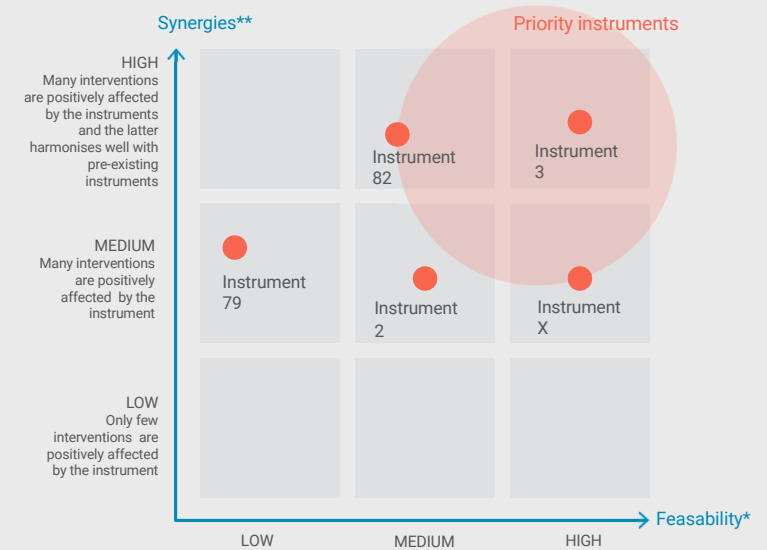 Synergies**
Priority instruments
HIGH
Many interventions
are positively affected
by the instruments
and the latter
harmonises well with
pre-existing
instruments
Instrument
82
Instrument
3
MEDIUM
Many interventions
are positively
affected by the
instrument
Instrument
79
Instrument
2
Instrument
X
LOW
Only few
interventions are
positively affected
by the instrument
Feasability*
LOW
MEDIUM
HIGH